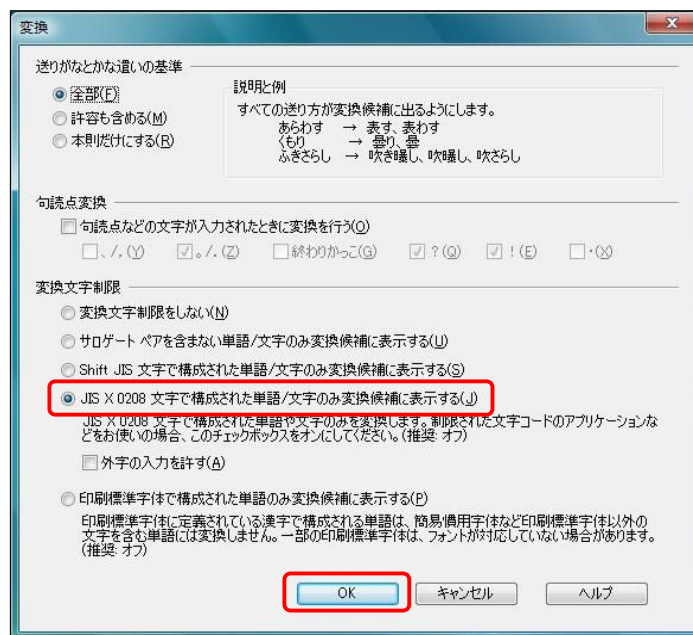 変換
送りがなとかな遣いの基準
全部(F)
許容も含める(M)
本則だけにする(R)
説明と例
すべての送り方が変換候補に出るようにします。
あらわす → 表す、表わす
くもり → 曇り、曇
ふきさらし → 吹き曝し、吹曝し、吹さらし
句読点変換
句読点などの文字が入力されたときに変換を行う(O)
、/，(Y) 。/．(Z) 終わりかっこ(G) ？(Q) ！(E) ・(X)
変換文字制限
変換文字制限をしない(N)
サロゲート ペアを含まない単語/文字のみ変換候補に表示する(U)
Shift JIS 文字で構成された単語/文字のみ変換候補に表示する(S)
JIS X 0208 文字で構成された単語/文字のみ変換候補に表示する(J)
JIS X 0208 文字で構成された単語や文字のみを変換します。制限された文字コードのアプリケーションな
どをお使いの場合、このチェックボックスをオンにしてください。(推奨: オフ)
外字の入力を許す(A)
印刷標準字体で構成された単語のみ変換候補に表示する(P)
印刷標準字体に定義されている漢字で構成される単語は、簡易慣用字体など印刷標準字体以外の
文字を含む単語には変換しません。一部の印刷標準字体は、フォントが対応していない場合があります。
(推奨: オフ)
OK キャンセル ヘルプ